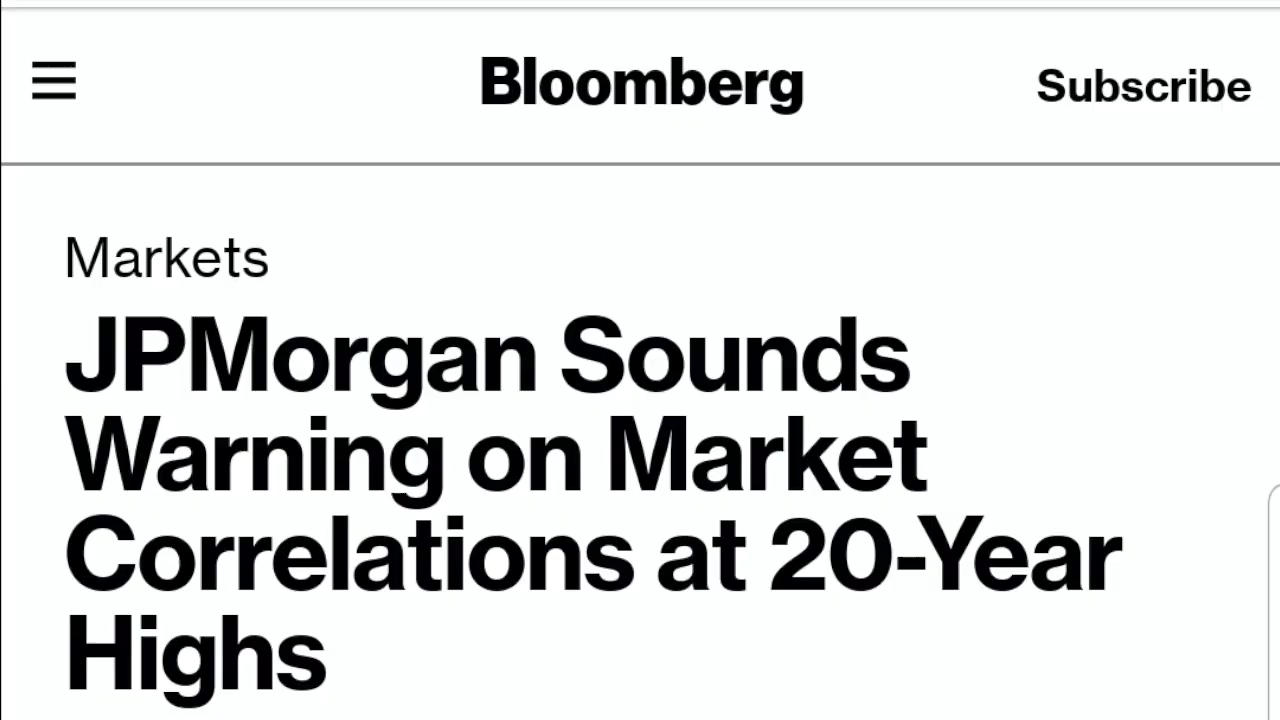 Bloomberg
Subscribe
Markets
JPMorgan Sounds
Warning on Market
Correlations at 20-Year
Highs